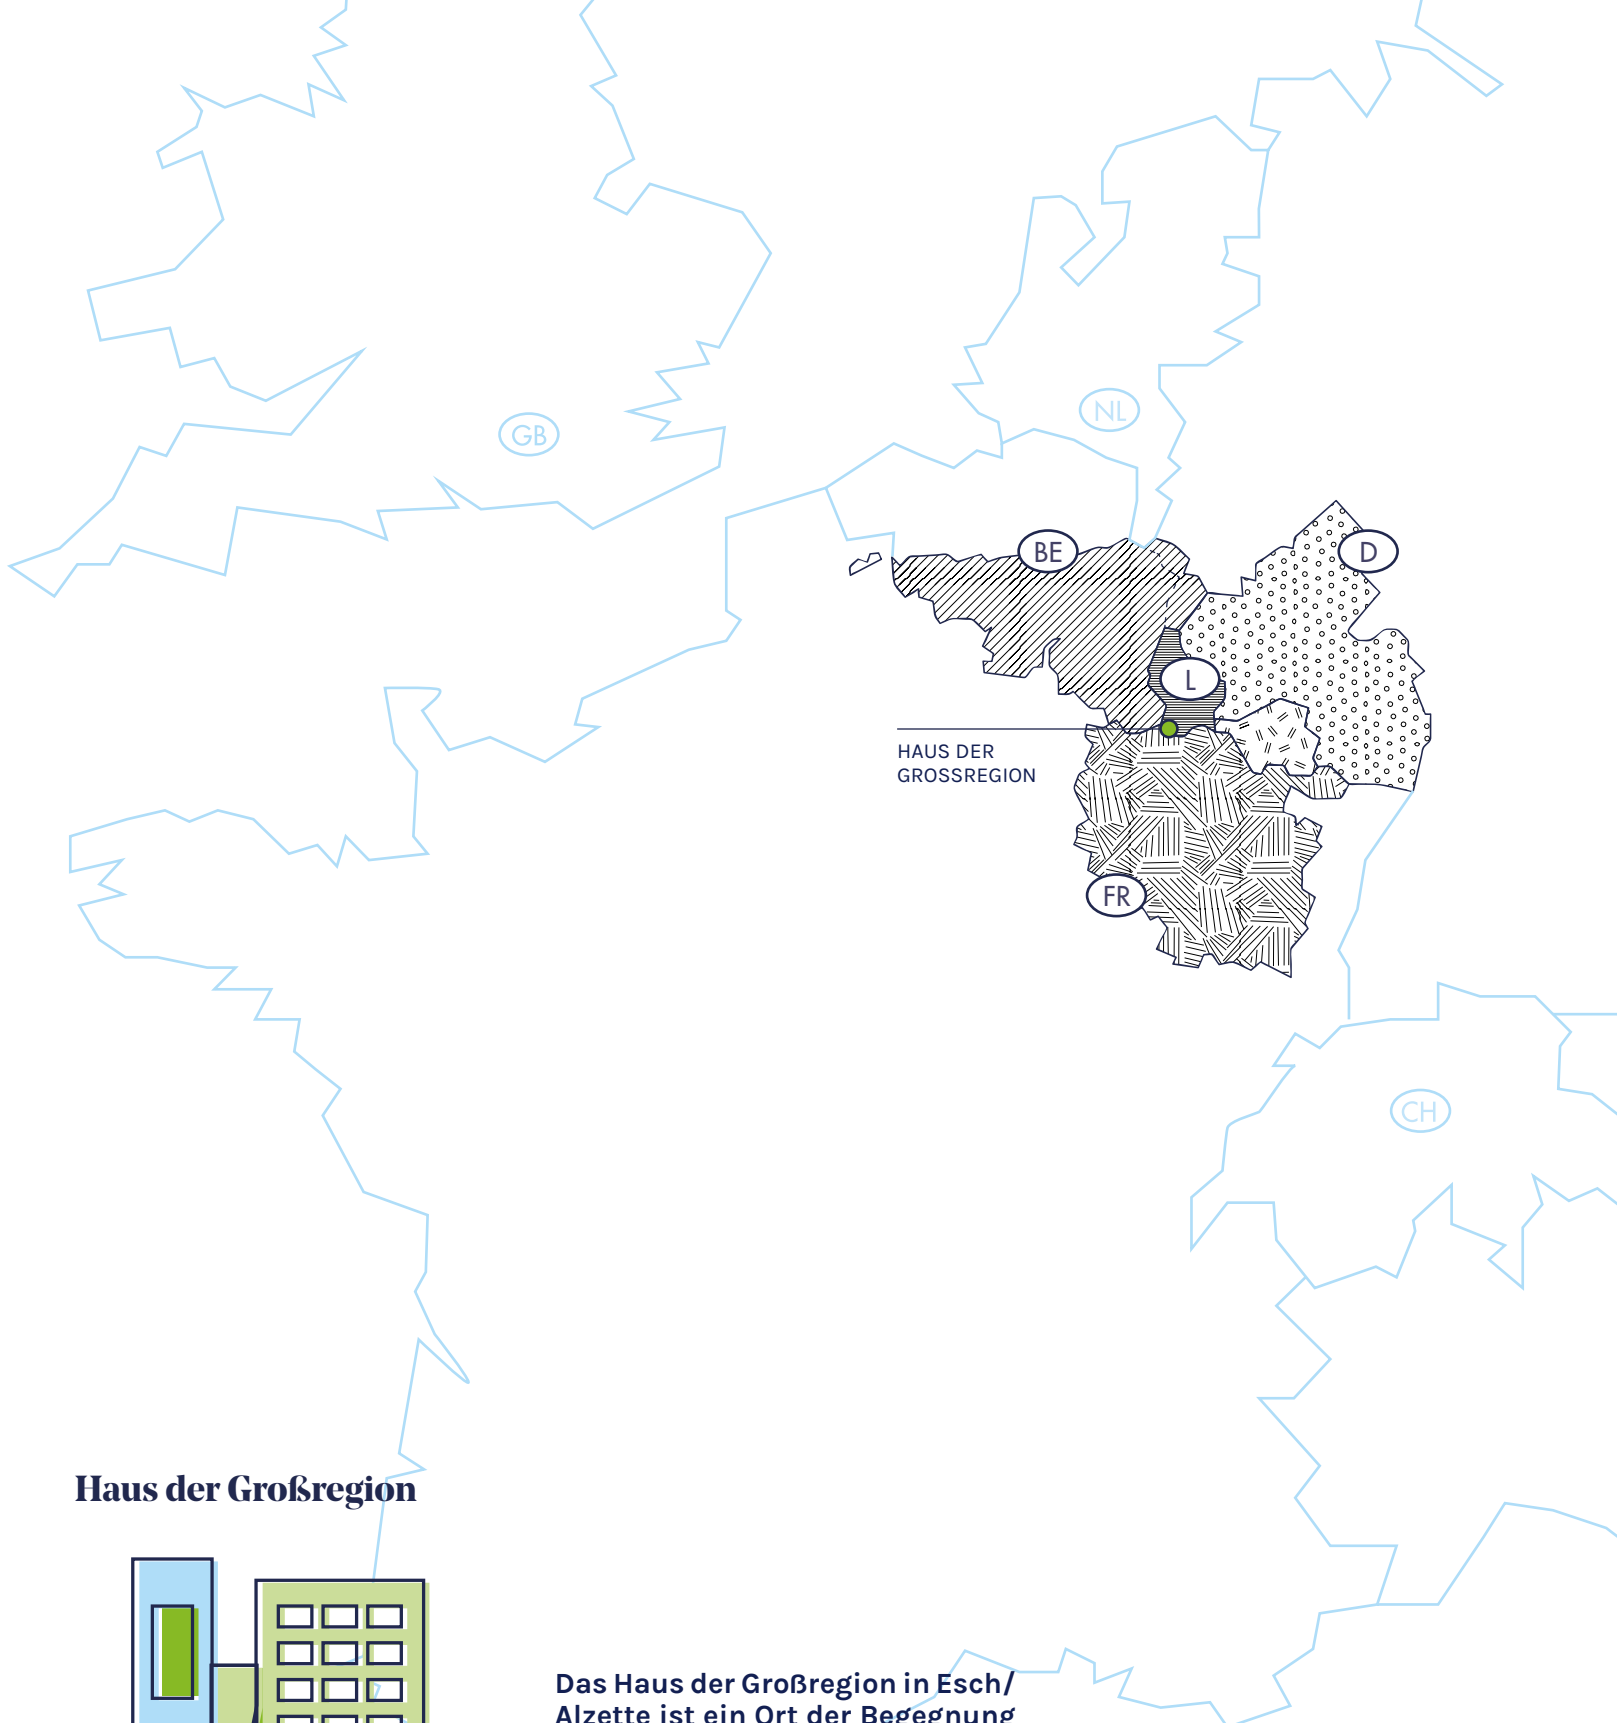 NL
GB
BE
D
L
HAUS DER
GROSSREGION
FR
CH
Haus der Großregion
Das Haus der Großregion in Esch/
Alzette ist ein Ort der Begegnung